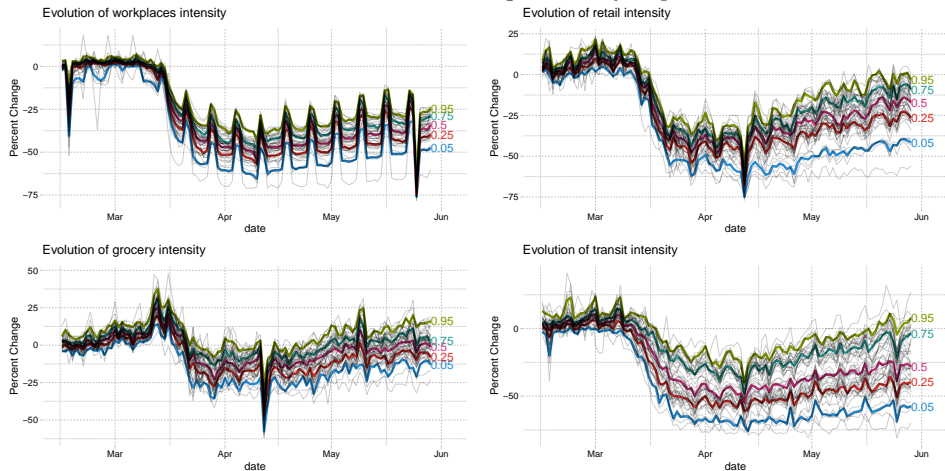 Evolution of workplaces intensity
Percent Change
0
−25
−50
−75
0.95
0.75
0.5
0.25
0.05
Mar
Apr
May
Jun
date
Evolution of retail intensity
Percent Change
25
0
−25
−50
−75
0.95
0.75
0.5
0.25
0.05
Mar
Apr
May
Jun
date
Evolution of grocery intensity
Percent Change
50
25
0
−25
−50
0.95
0.75
0.5
0.25
0.05
Mar
Apr
May
Jun
date
Evolution of transit intensity
Percent Change
0
−50
0.95
0.75
0.5
0.25
0.05
Mar
Apr
May
Jun
date